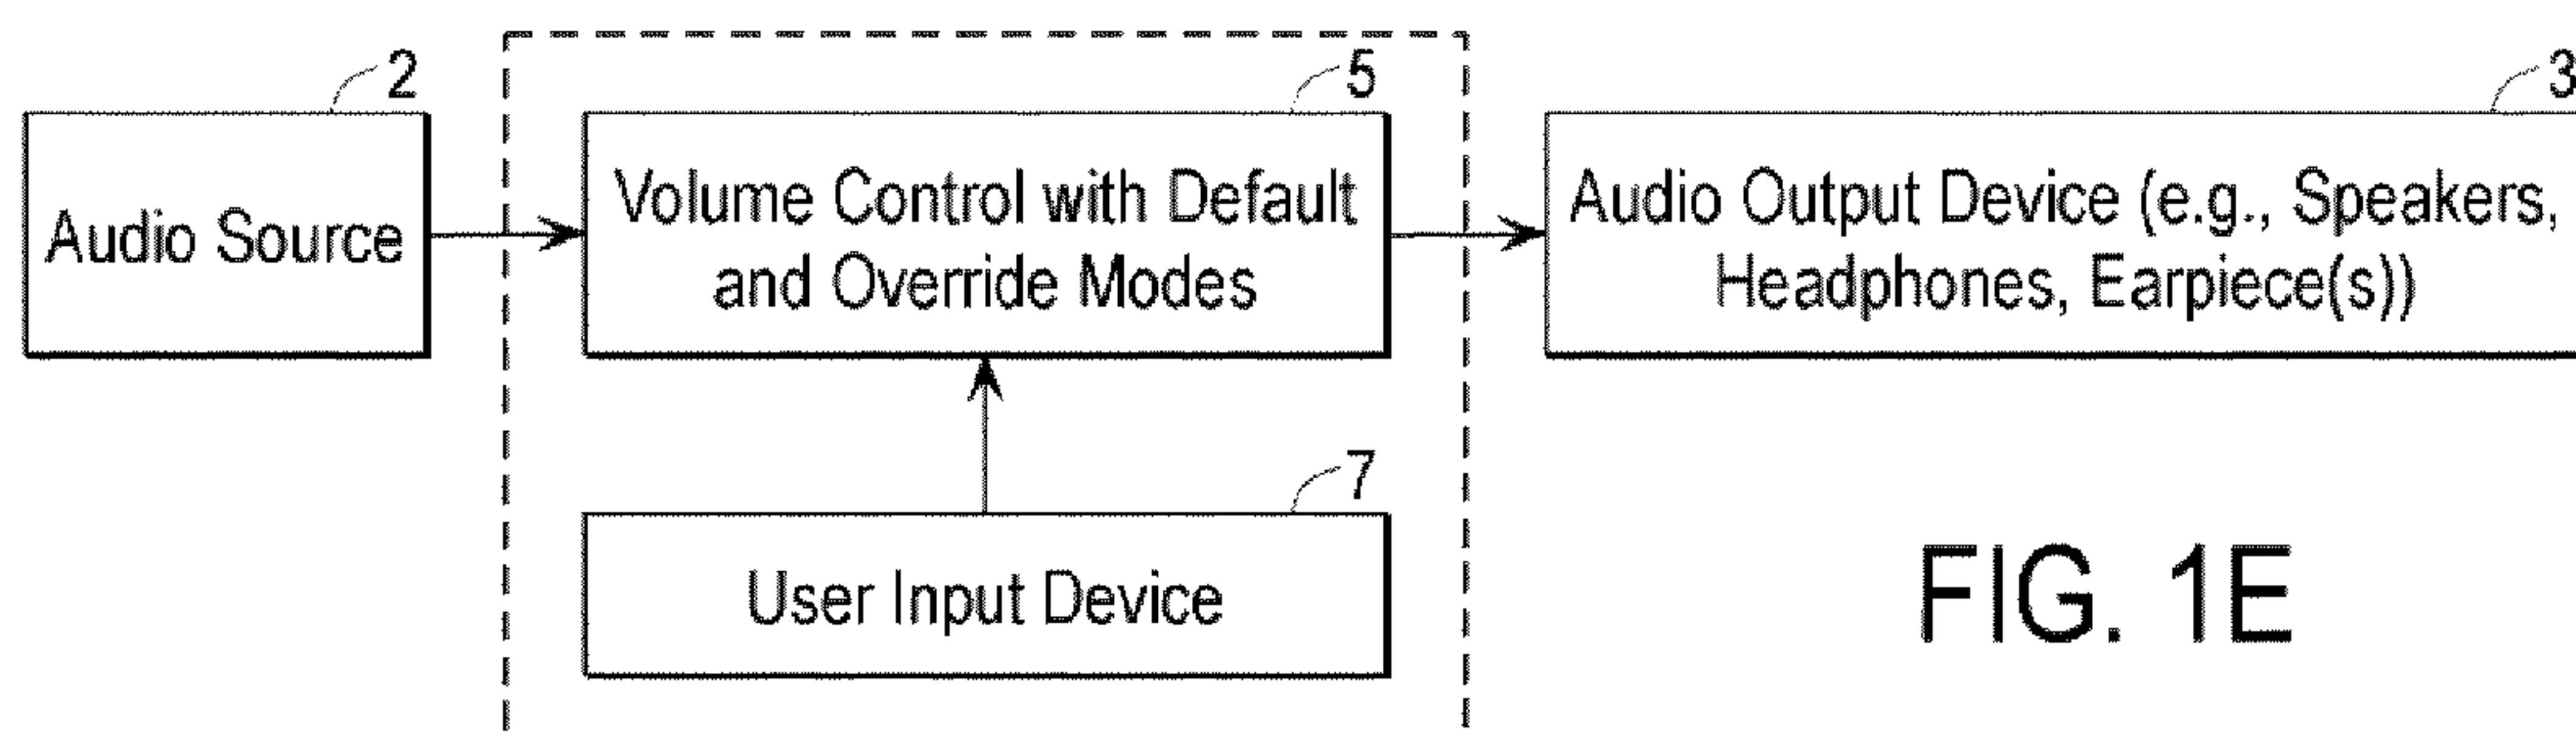 2
5
3
Audio Source
Volume Control with Default
and Override Modes
Audio Output Device (e.g., Speakers,
Headphones, Earpiece(s))
7
User Input Device
FIG. 1E